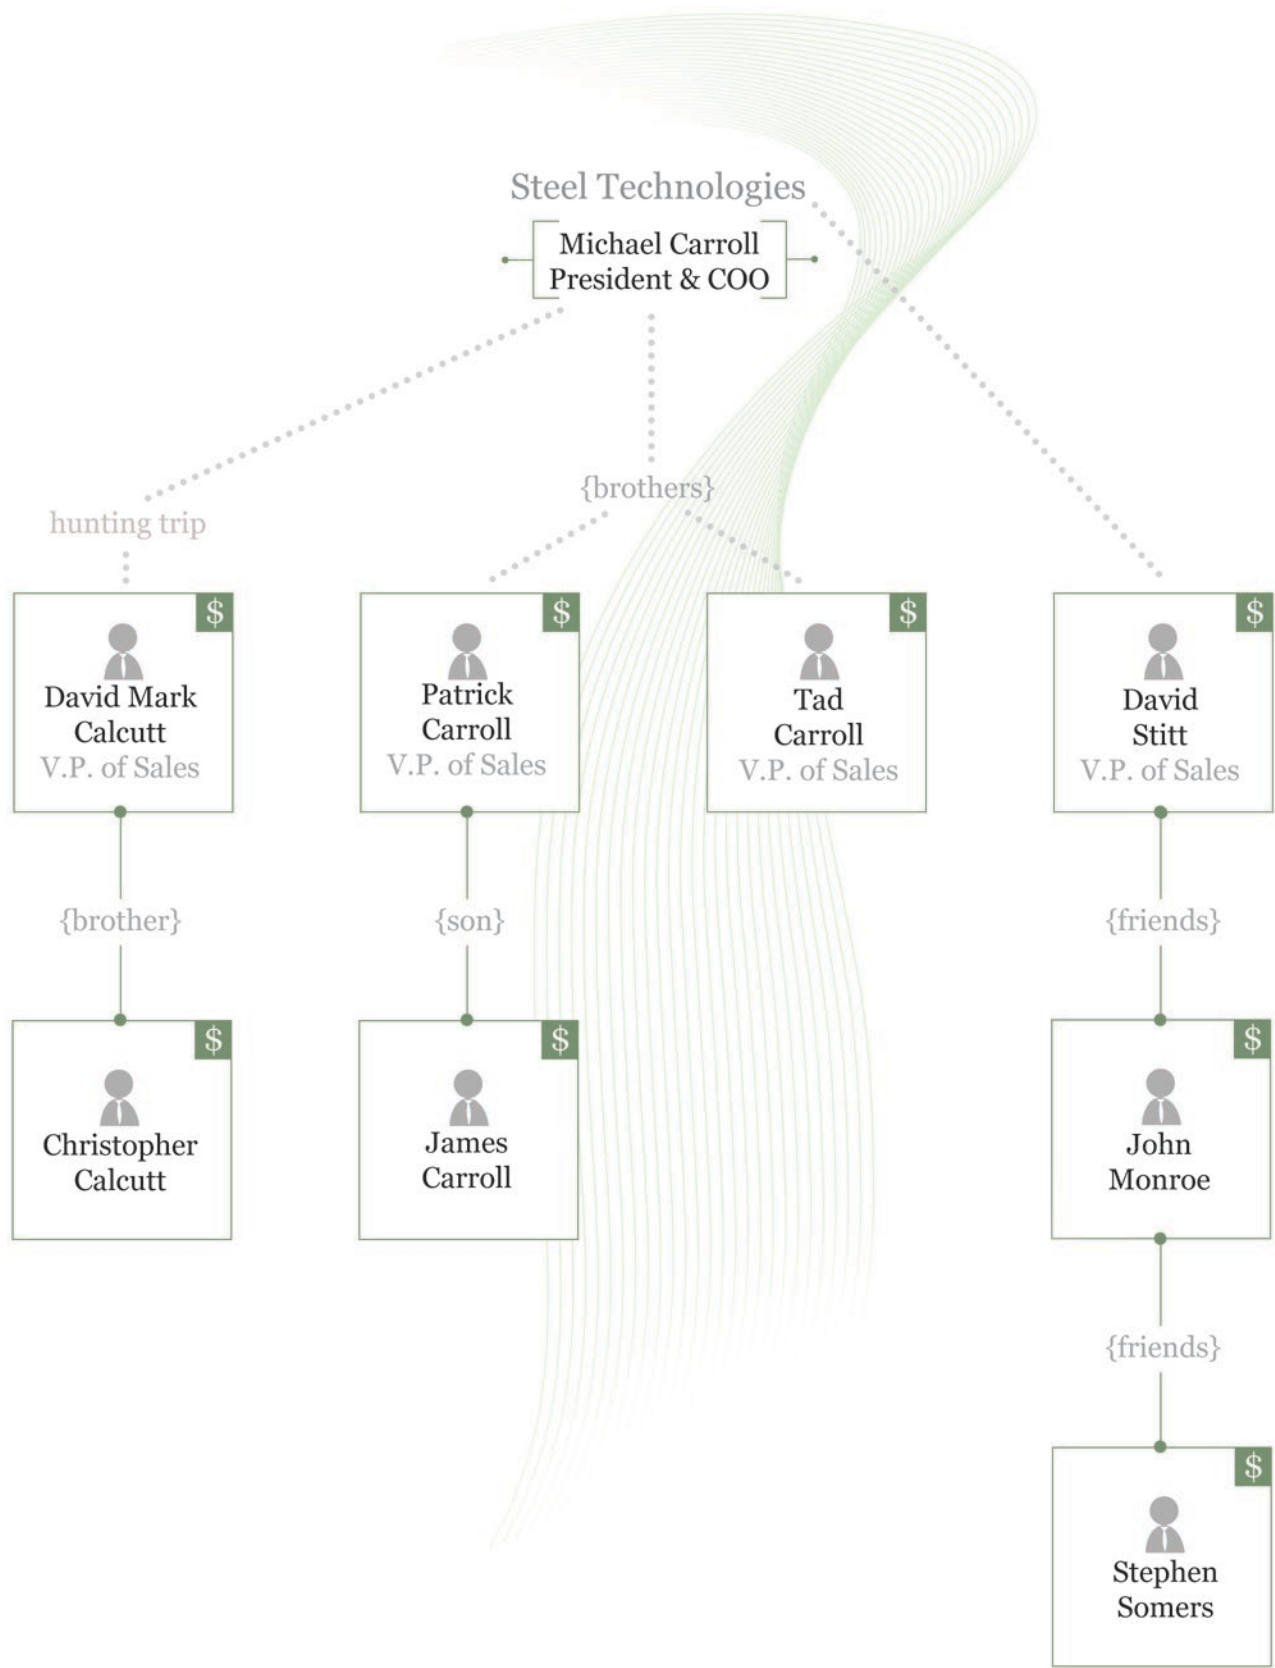 Steel Technologies
Michael Carroll
President & COO
{brothers}
hunting trip
$
David Mark
Calcutt
V.P. of Sales
$
Patrick
Carroll
V.P. of Sales
$
Tad
Carroll
V.P. of Sales
$
David
Stitt
V.P. of Sales
{brother}
{son}
{friends}
$
Christopher
Calcutt
$
James
Carroll
$
John
Monroe
{friends}
$
Stephen
Somers